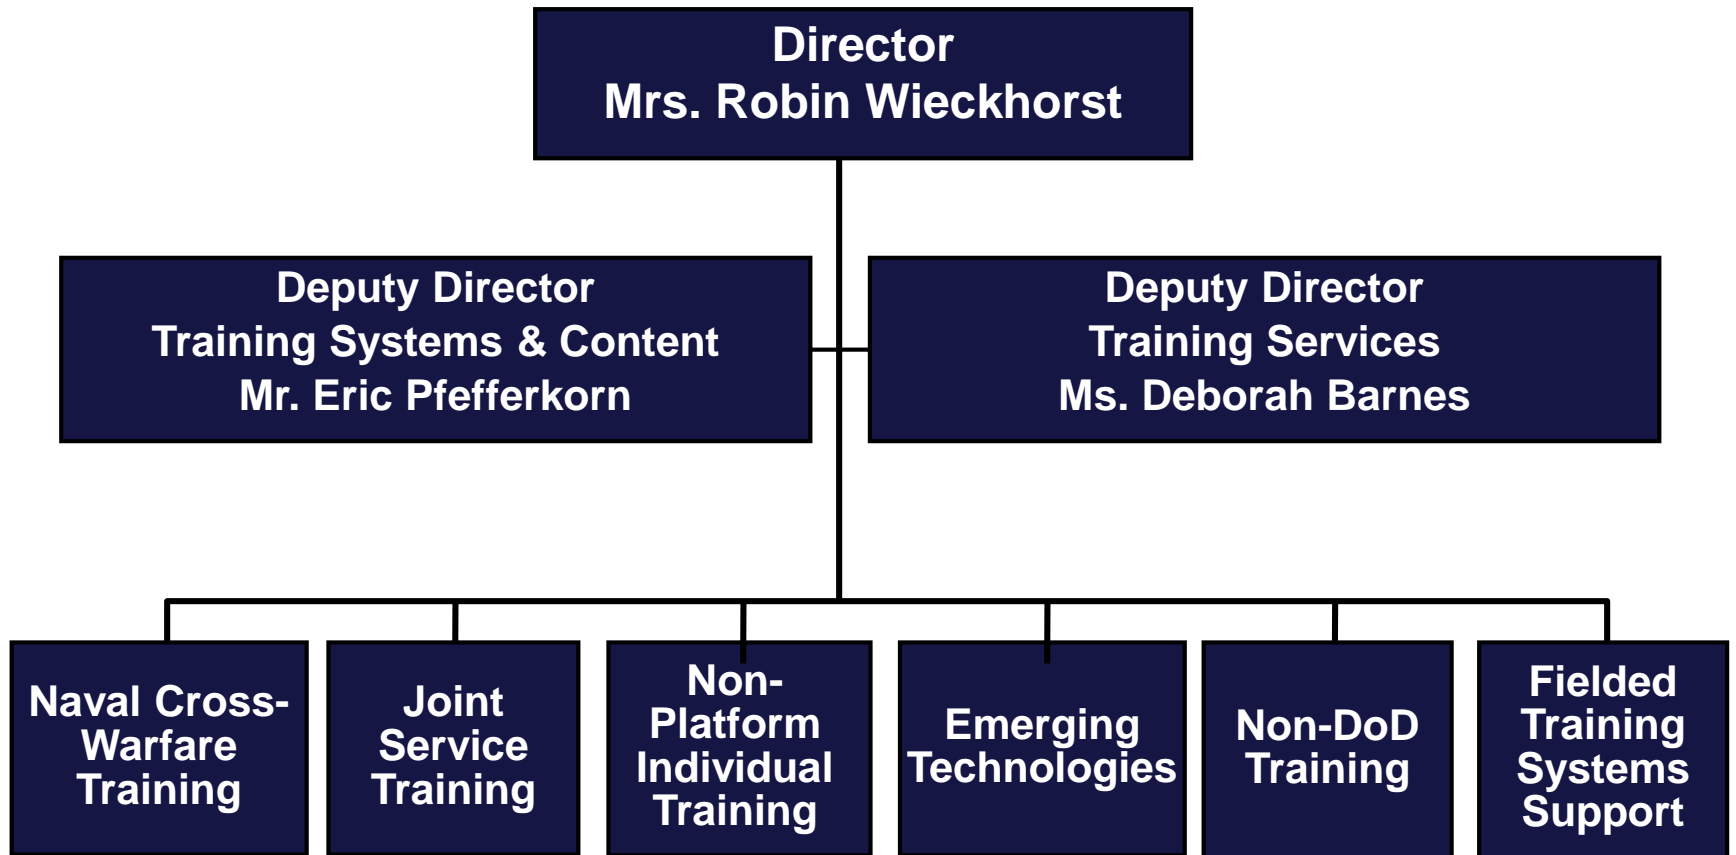 Director
Mrs. Robin Wieckhorst
Deputy Director
Training Systems & Content
Mr. Eric Pfefferkorn
Deputy Director
Training Services
Ms. Deborah Barnes
Naval Cross-
Warfare
Training
Joint
Service
Training
Non-
Platform
Individual
Training
Emerging
Technologies
Non-DoD
Training
Fielded
Training
Systems
Support